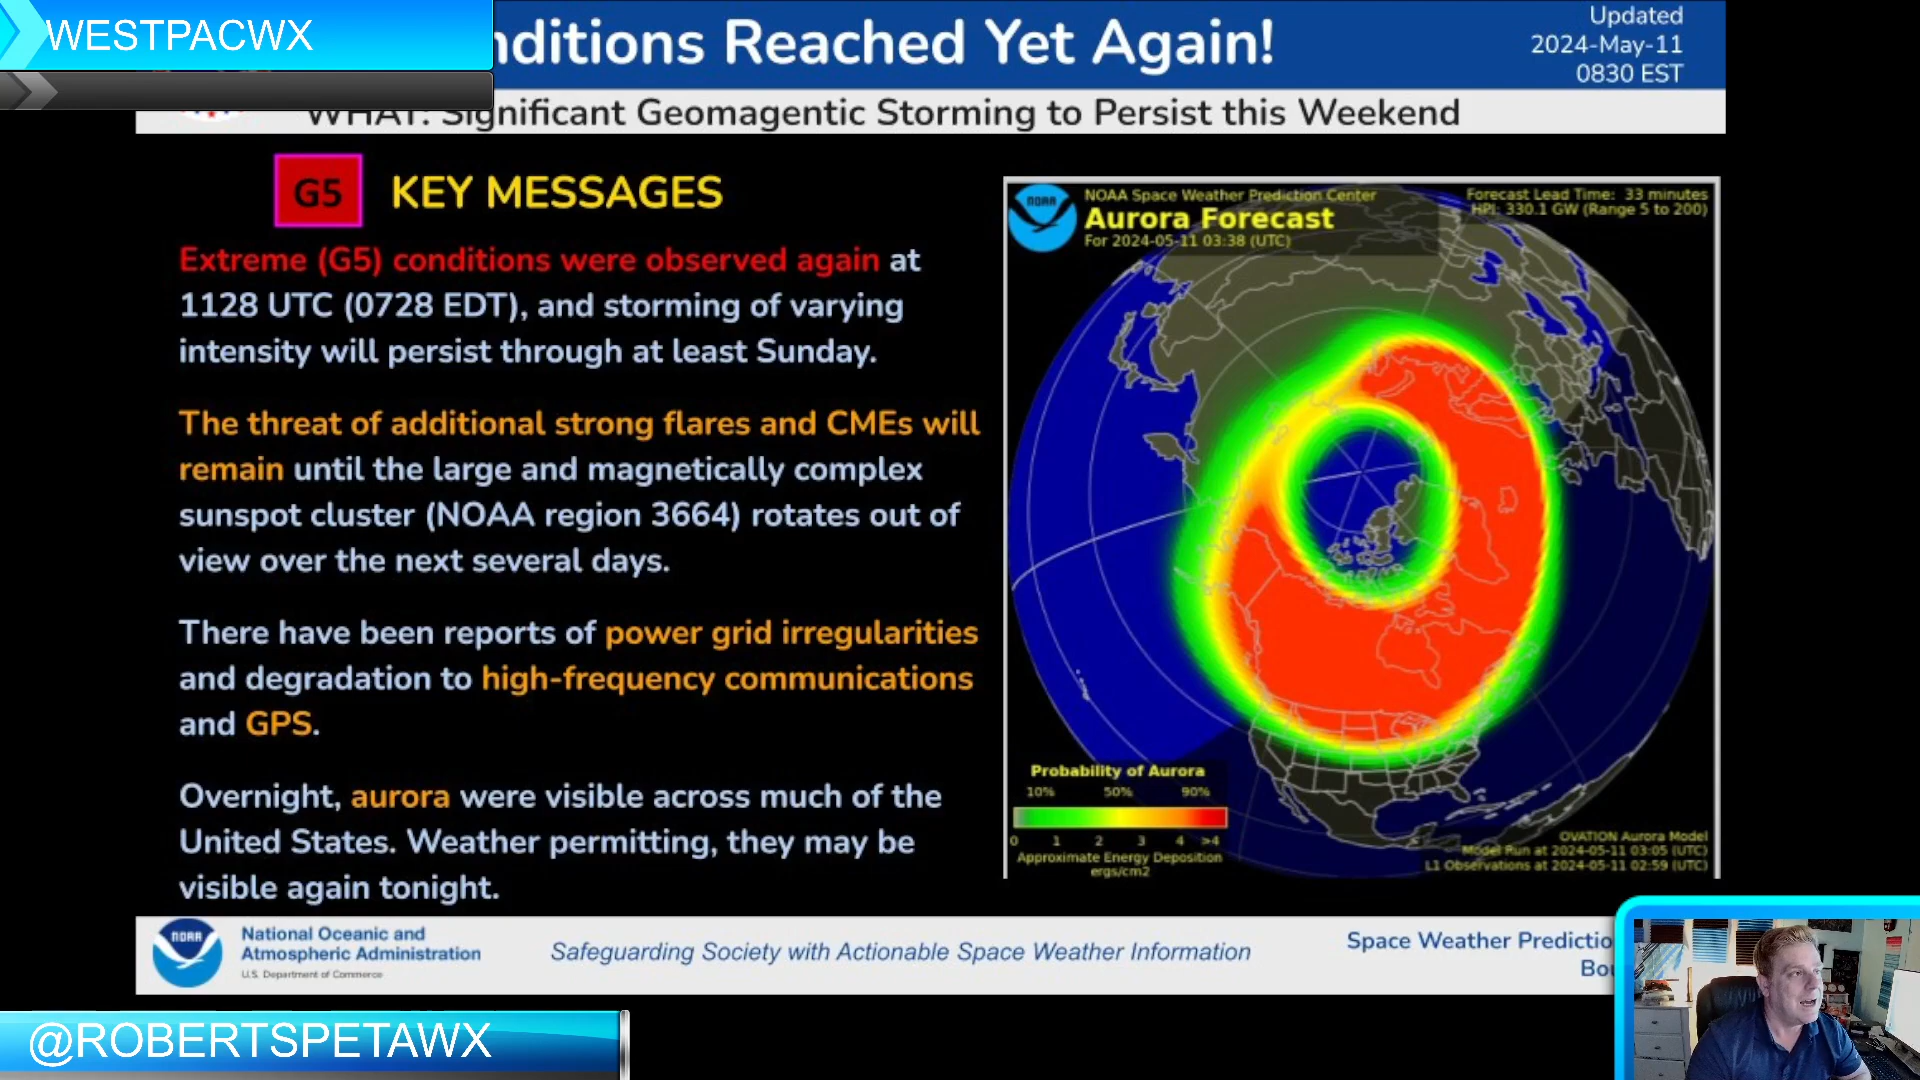 WESTPACWX
nditions Reached Yet Again!
Updated
2024-May-11
0830 EST
WHAT: Significant Geomagentic Storming to Persist this Weekend
G5
KEY MESSAGES
Extreme (G5) conditions were observed again at
1128 UTC (0728 EDT), and storming of varying
intensity will persist through at least Sunday.
The threat of additional strong flares and CMEs will
remain until the large and magnetically complex
sunspot cluster (NOAA region 3664) rotates out of
view over the next several days.
There have been reports of power grid irregularities
and degradation to high-frequency communications
and GPS.
Overnight, aurora were visible across much of the
United States. Weather permitting, they may be
visible again tonight.
NOAA
NOAA Space Weather Prediction Center
Aurora Forecast
For 2024-05-11 03:38 (UTC)
Forecast Lead Time: 33 minutes
HPI: 330.1 GW (Range 5 to 200)
Probability of Aurora
10% 50% 90%
0 1 2 3 4 >4
Approximate Energy Deposition
ergs/cm2
OVATION Aurora Model
Model Run at 2024-05-11 03:05 (UTC)
L1 Observations at 2024-05-11 02:59 (UTC)
NOAA
National Oceanic and
Atmospheric Administration
U.S. Department of Commerce
Safeguarding Society with Actionable Space Weather Information
Space Weather Predictio
Bou
@ROBERTSPETAWX